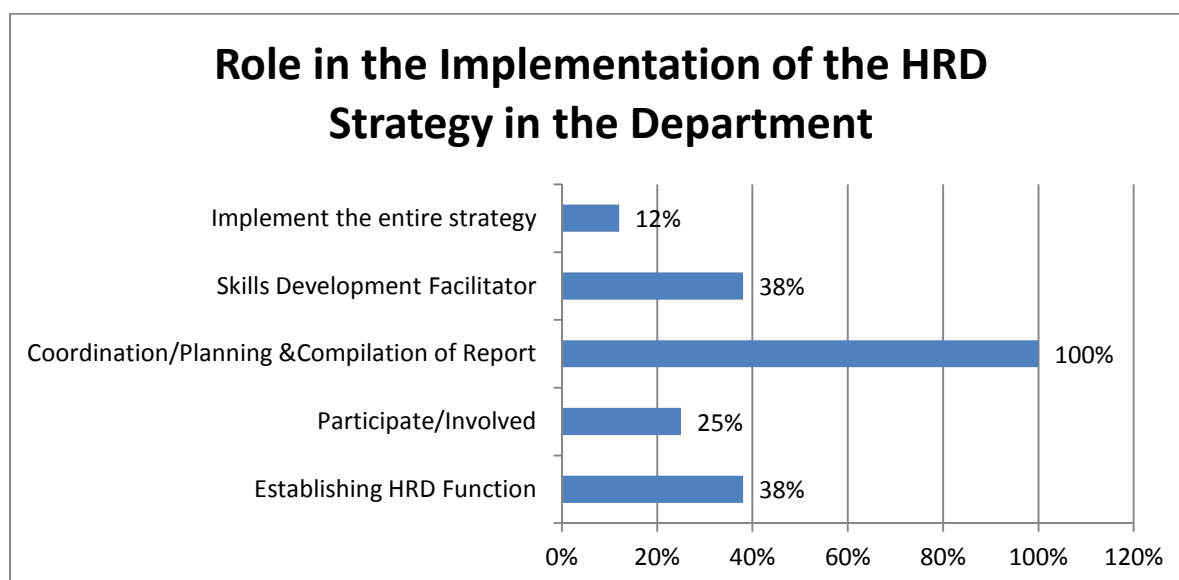 Role in the Implementation of the HRD
Strategy in the Department
Implement the entire strategy
12%
Skills Development Facilitator
38%
Coordination/Planning &Compilation of Report
100%
Participate/Involved
25%
Establishing HRD Function
38%
0% 20% 40% 60% 80% 100% 120%